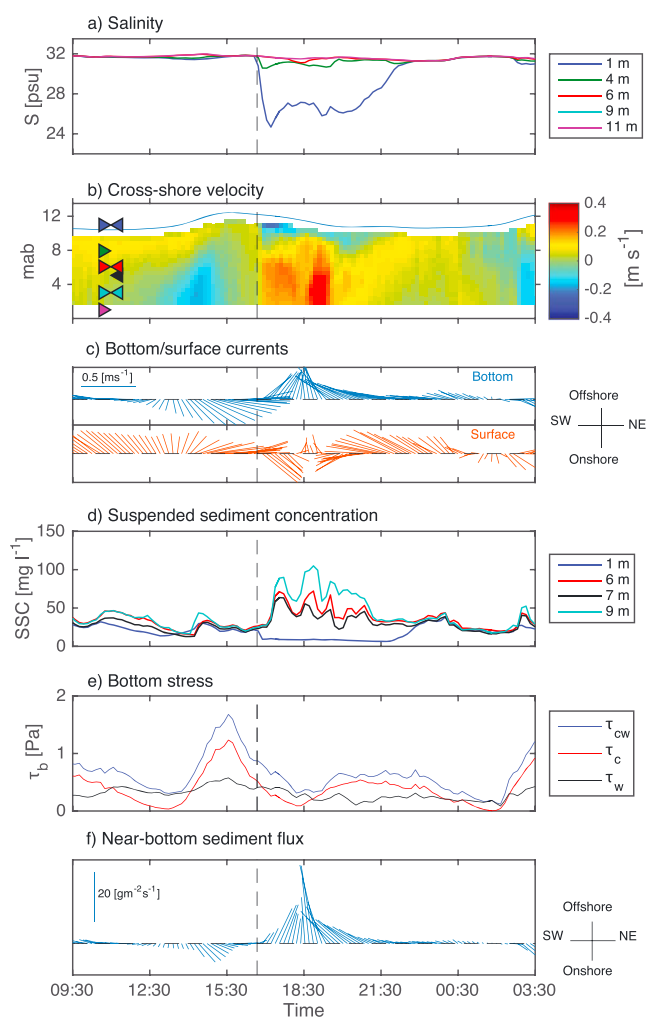 a) Salinity
32
28
24
S [psu]
1 m
4 m
6 m
9 m
11 m
b) Cross-shore velocity
12
8
4
mab
0.4
0.2
0
-0.2
-0.4
[m s-1]
c) Bottom/surface currents
0.5 [ms-1]
Bottom
Surface
Offshore
SW
NE
Onshore
d) Suspended sediment concentration
150
100
50
0
SSC [mg l-1]
1 m
6 m
7 m
9 m
e) Bottom stress
2
1
0
τb [Pa]
τcw
τc
τw
f) Near-bottom sediment flux
20 [gm-2s-1]
Offshore
SW
NE
Onshore
09:30 12:30 15:30 18:30 21:30 00:30 03:30
Time